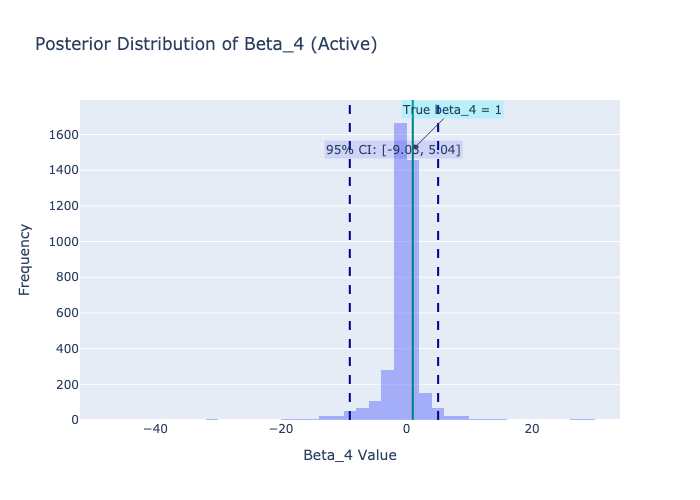 Posterior Distribution of Beta_4 (Active)
True beta_4 = 1
95% CI: [-9.03, 5.04]
1600
1400
1200
1000
800
600
400
200
0
Frequency
−40
−20
0
20
Beta_4 Value